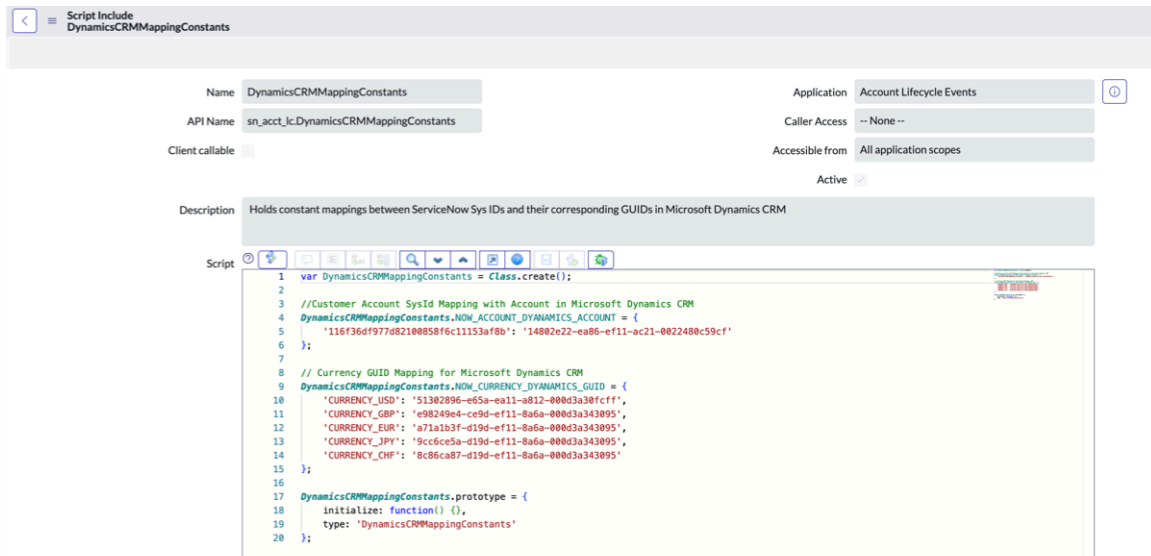 Script Include
DynamicsCRMMappingConstants
Name DynamicsCRMMappingConstants
Application Account Lifecycle Events
API Name sn_acct_lc.DynamicsCRMMappingConstants
Caller Access -- None --
Client callable
Accessible from All application scopes
Active
Description Holds constant mappings between ServiceNow Sys IDs and their corresponding GUIDs in Microsoft Dynamics CRM
Script
1 var DynamicsCRMMappingConstants = Class.create();
2
3 //Customer Account SysId Mapping with Account in Microsoft Dynamics CRM
4 DynamicsCRMMappingConstants.NOW_ACCOUNT_DYANAMICS_ACCOUNT = {
5 '116f36df977d82100858f6c11153af8b': '14802e22-ea86-ef11-ac21-0022480c59cf'
6 };
7
8 // Currency GUID Mapping for Microsoft Dynamics CRM
9 DynamicsCRMMappingConstants.NOW_CURRENCY_DYANAMICS_GUID = {
10 'CURRENCY_USD': '51302896-e65a-ea11-a812-000d3a30fcff',
11 'CURRENCY_GBP': 'e98249e4-ce9d-ef11-8a6a-000d3a343095',
12 'CURRENCY_EUR': 'a71a1b3f-d19d-ef11-8a6a-000d3a343095',
13 'CURRENCY_JPY': '9cc6ce5a-d19d-ef11-8a6a-000d3a343095',
14 'CURRENCY_CHF': '8c86ca87-d19d-ef11-8a6a-000d3a343095'
15 };
16
17 DynamicsCRMMappingConstants.prototype = {
18 initialize: function() {},
19 type: 'DynamicsCRMMappingConstants'
20 };